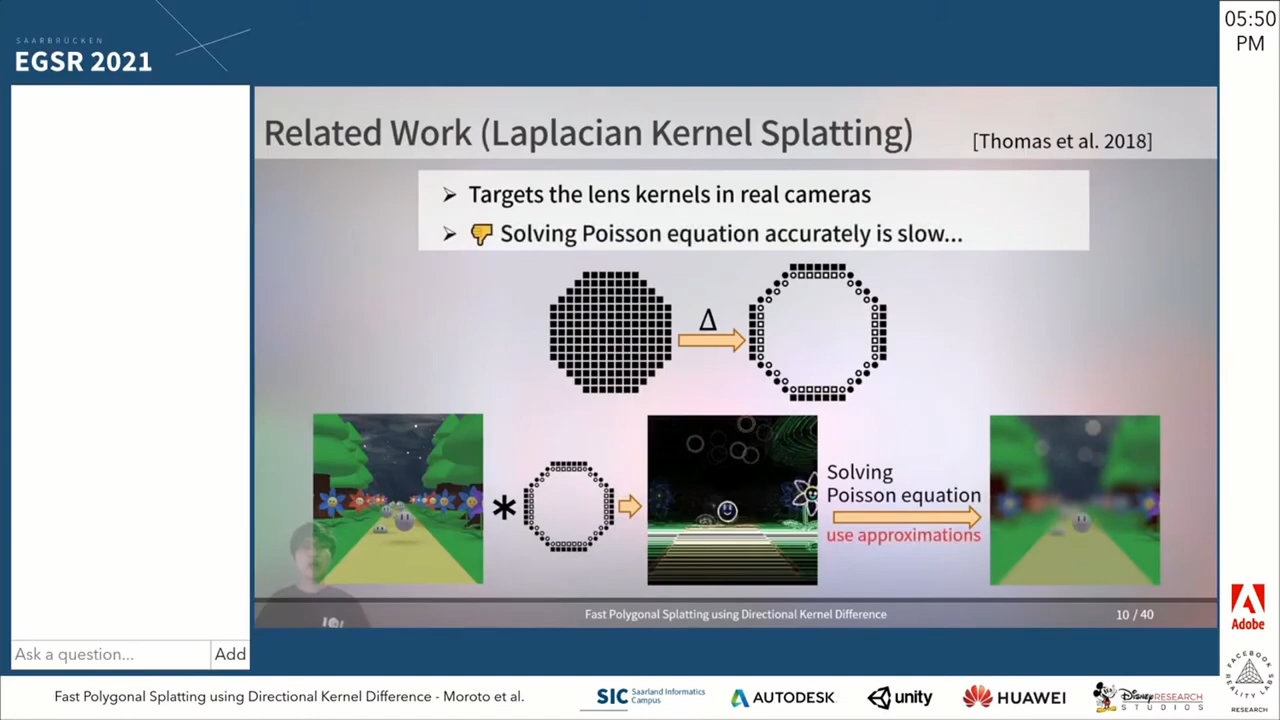 05:50
PM
SAARBRÜCKEN
EGSR 2021
Related Work (Laplacian Kernel Splatting)
[Thomas et al. 2018]
➢ Targets the lens kernels in real cameras
➢ 👎 Solving Poisson equation accurately is slow...
Δ
*
Solving
Poisson equation
use approximations
Fast Polygonal Splatting using Directional Kernel Difference
10 / 40
Ask a question...
Add
Adobe
FACEBOOK
REALITY LABS
RESEARCH
Fast Polygonal Splatting using Directional Kernel Difference - Moroto et al.
SIC Saarland Informatics
Campus
AUTODESK
unity
HUAWEI
Disney RESEARCH
STUDIOS